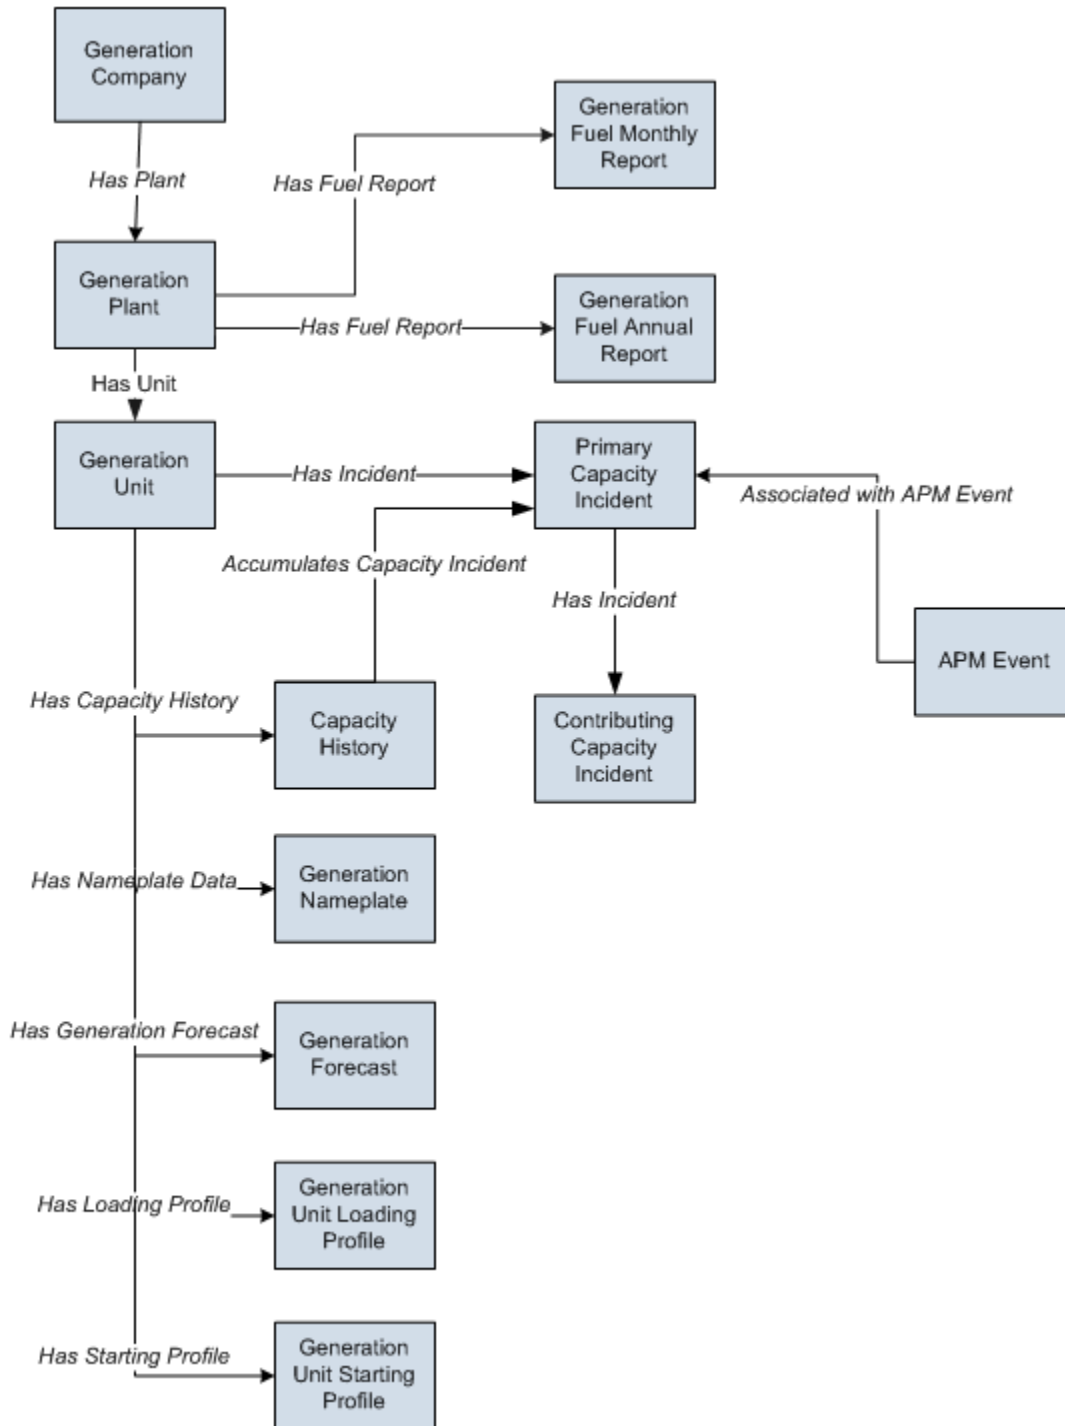 Generation
Company
Has Plant
Generation
Fuel Monthly
Report
Has Fuel Report
Generation
Plant
Generation
Fuel Annual
Report
Has Fuel Report
Has Unit
Generation
Unit
Has Incident
Primary
Capacity
Incident
Associated with APM Event
Accumulates Capacity Incident
Has Incident
APM Event
Has Capacity History
Capacity
History
Contributing
Capacity
Incident
Has Nameplate Data
Generation
Nameplate
Has Generation Forecast
Generation
Forecast
Has Loading Profile
Generation
Unit Loading
Profile
Has Starting Profile
Generation
Unit Starting
Profile